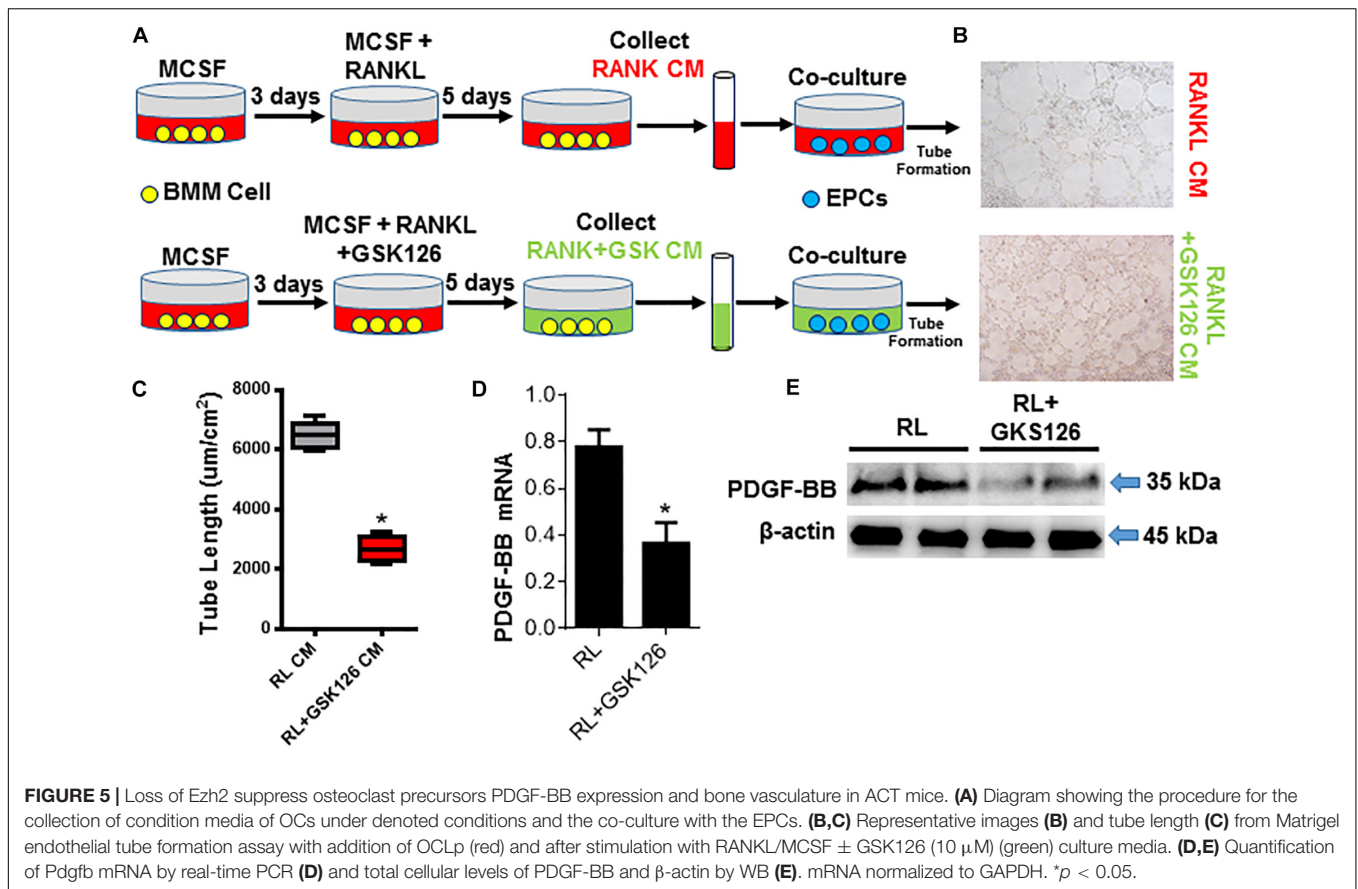 A
MCSF
3 days
MCSF +
RANKL
5 days
Collect
RANK CM
Co-culture
Tube
Formation
B
RANKL CM
BMM Cell
EPCs
MCSF
3 days
MCSF + RANKL
+GSK126
5 days
Collect
RANK+GSK CM
Co-culture
Tube
Formation
RANKL
+GSK126 CM
C
Tube Length (um/cm²)
8000
6000
4000
2000
0
*
RL CM
RL+GSK126 CM
D
PDGF-BB mRNA
1.0
0.8
0.6
0.4
0.2
0.0
*
RL
RL+GSK126
E
RL
RL+
GKS126
PDGF-BB
35 kDa
β-actin
45 kDa
FIGURE 5 | Loss of Ezh2 suppress osteoclast precursors PDGF-BB expression and bone vasculature in ACT mice. (A) Diagram showing the procedure for the
collection of condition media of OCs under denoted conditions and the co-culture with the EPCs. (B,C) Representative images (B) and tube length (C) from Matrigel
endothelial tube formation assay with addition of OCLp (red) and after stimulation with RANKL/MCSF ± GSK126 (10 μM) (green) culture media. (D,E) Quantification
of Pdgfb mRNA by real-time PCR (D) and total cellular levels of PDGF-BB and β-actin by WB (E). mRNA normalized to GAPDH. *p < 0.05.